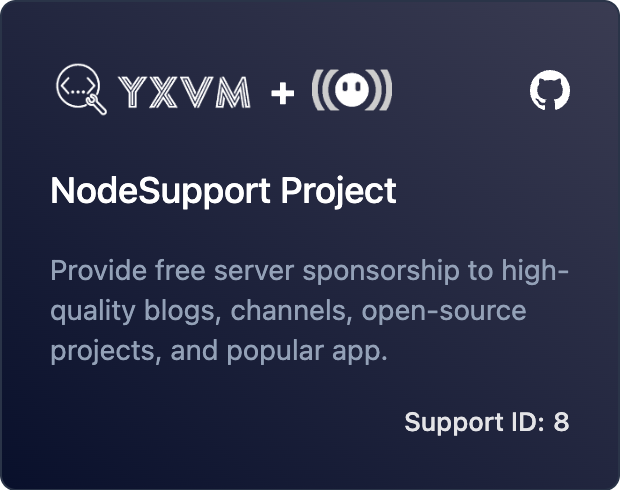 YXVM +
NodeSupport Project
Provide free server sponsorship to high-
quality blogs, channels, open-source
projects, and popular app.
Support ID: 8